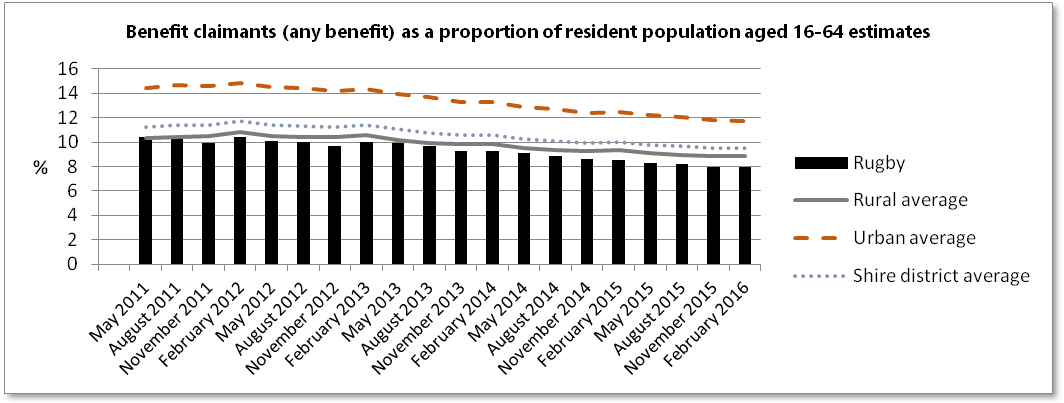 Benefit claimants (any benefit) as a proportion of resident population aged 16-64 estimates
16
14
12
10
8
6
4
2
0
%
May 2011
August 2011
November 2011
February 2012
May 2012
August 2012
November 2012
February 2013
May 2013
August 2013
November 2013
February 2014
May 2014
August 2014
November 2014
February 2015
May 2015
August 2015
November 2015
February 2016
Rugby
Rural average
Urban average
Shire district average